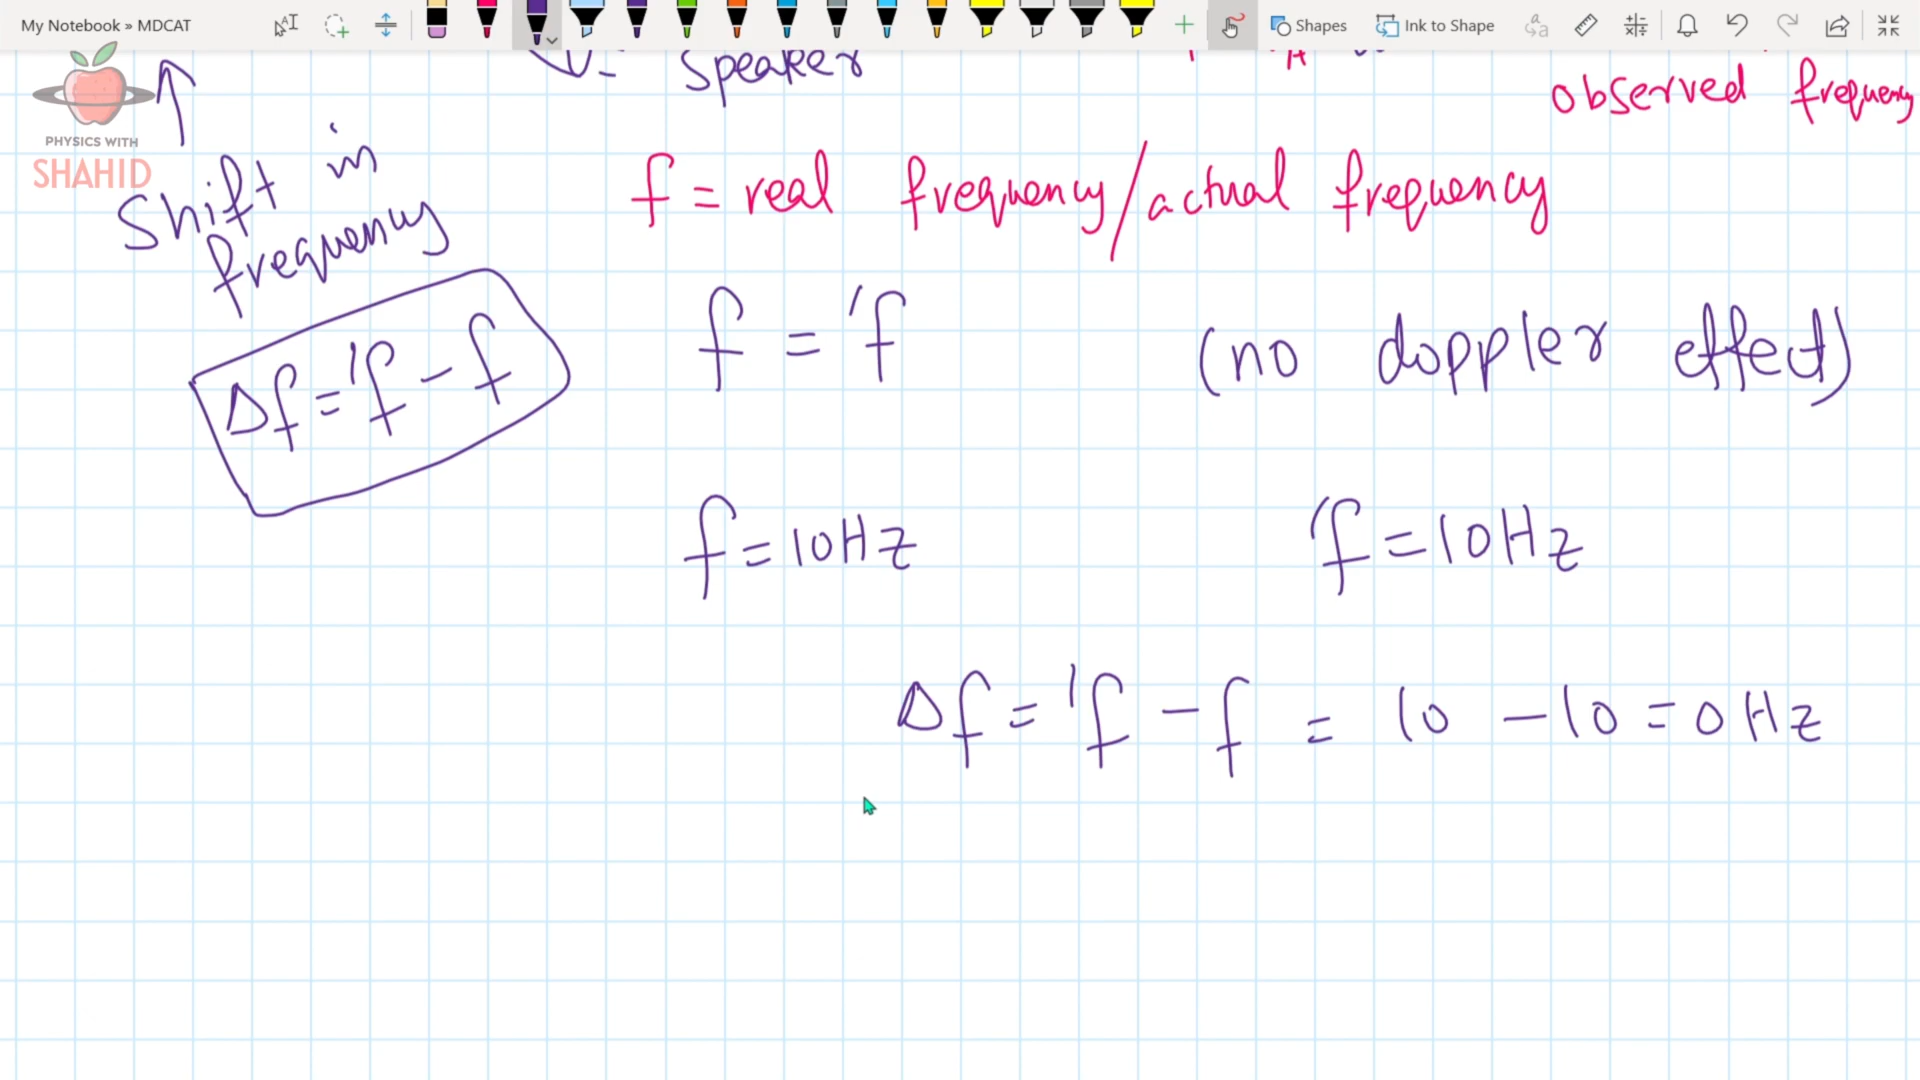 My Notebook » MDCAT
Shapes
Ink to Shape
PHYSICS WITH
SHAHID
speaker
observed frequency
Shift in
frequency
f = real frequency/actual frequency
Δf = 'f - f
f = 'f (no doppler effect)
f = 10Hz 'f = 10Hz
Δf = 'f - f = 10 - 10 = 0 Hz